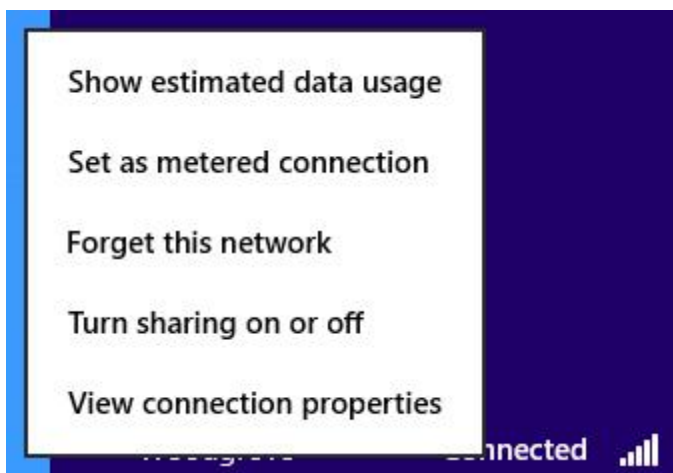 Show estimated data usage
Set as metered connection
Forget this network
Turn sharing on or off
View connection properties